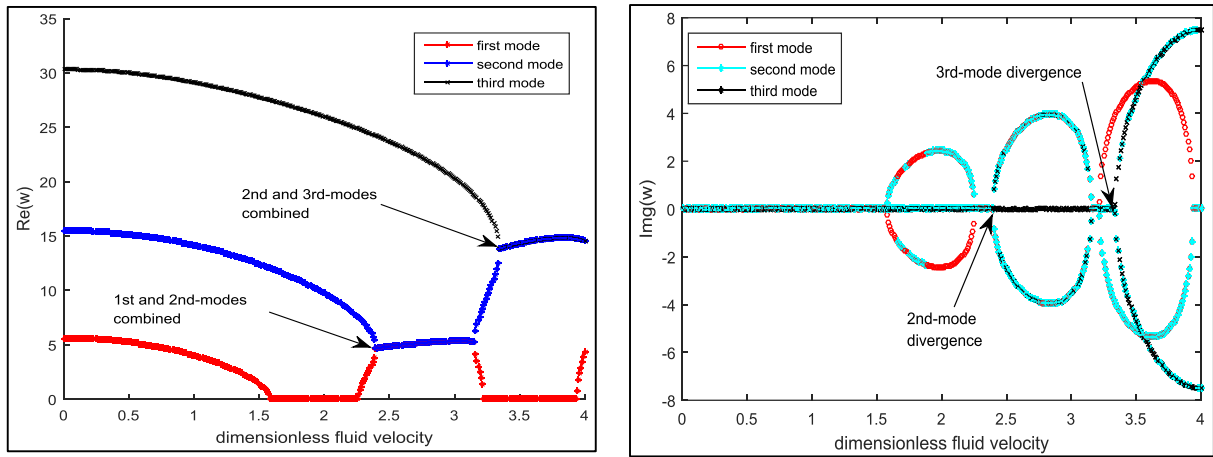 35
30
25
20
15
10
5
0
Re(w)
first mode
second mode
third mode
2nd and 3rd-modes
combined
1st and 2nd-modes
combined
0 0.5 1 1.5 2 2.5 3 3.5 4
dimensionless fluid velocity
8
6
4
2
0
-2
-4
-6
-8
Img(w)
first mode
second mode
third mode
3rd-mode divergence
2nd-mode
divergence
0 0.5 1 1.5 2 2.5 3 3.5 4
dimensionless fluid velocity